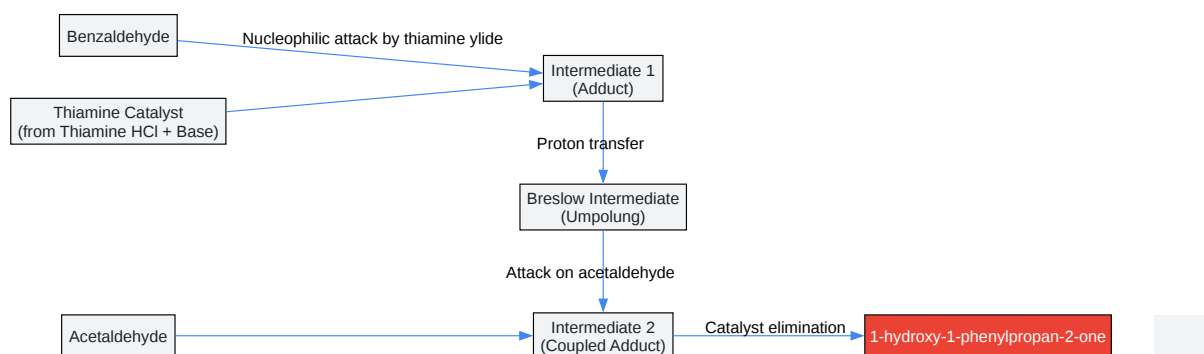 Benzaldehyde
Nucleophilic attack by thiamine ylide
Intermediate 1
(Adduct)
Thiamine Catalyst
(from Thiamine HCl + Base)
Proton transfer
Breslow Intermediate
(Umpolung)
Attack on acetaldehyde
Acetaldehyde
Intermediate 2
(Coupled Adduct)
Catalyst elimination
1-hydroxy-1-phenylpropan-2-one